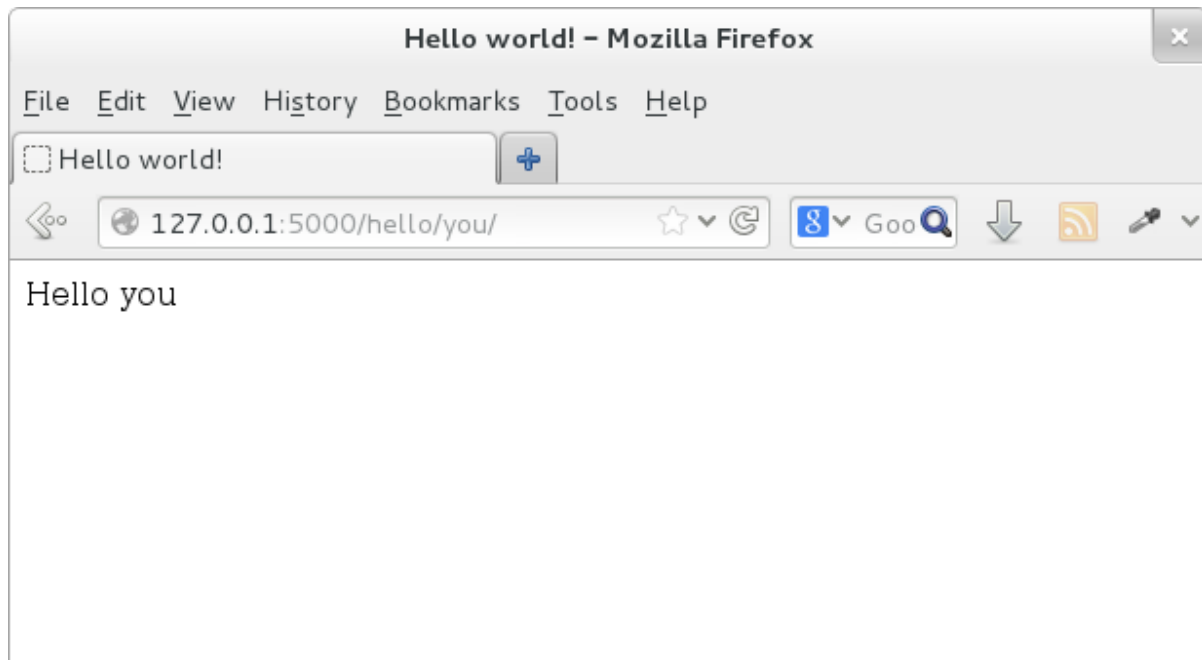 Hello world! – Mozilla Firefox
File Edit View History Bookmarks Tools Help
Hello world!
127.0.0.1:5000/hello/you/ 8 Goo
Hello you